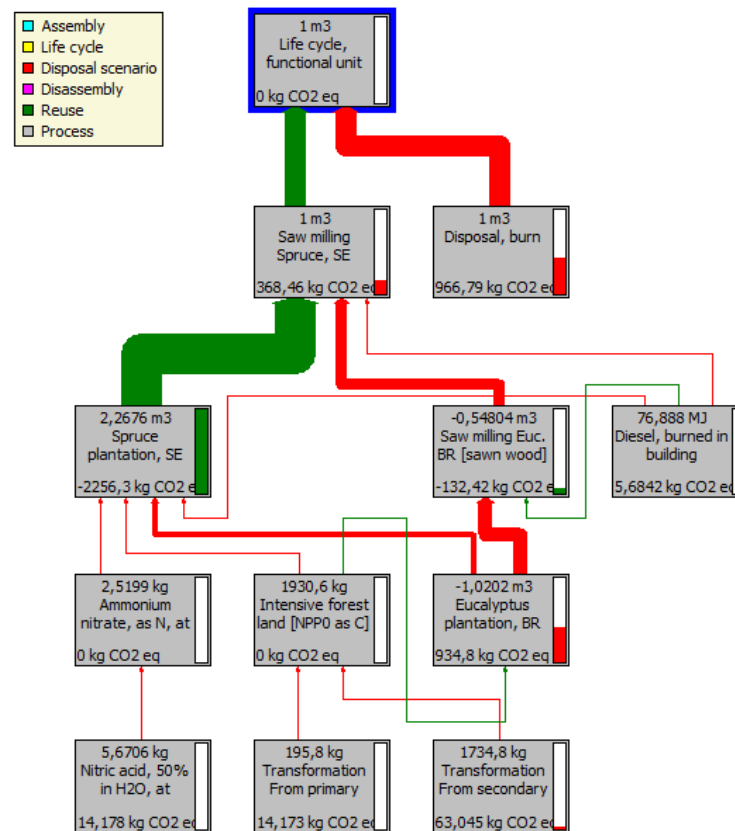 Assembly
Life cycle
Disposal scenario
Disassembly
Reuse
Process
1 m3
Life cycle,
functional unit
0 kg CO2 eq
1 m3
Saw milling
Spruce, SE
368,46 kg CO2 eq
1 m3
Disposal, burn
966,79 kg CO2 eq
2,2676 m3
Spruce
plantation, SE
-2256,3 kg CO2 e
-0,54804 m3
Saw milling Euc.
BR [sawn wood]
-132,42 kg CO2 e
76,888 MJ
Diesel, burned in
building
5,6842 kg CO2 eq
2,5199 kg
Ammonium
nitrate, as N, at
0 kg CO2 eq
1930,6 kg
Intensive forest
land [NPP0 as C]
0 kg CO2 eq
-1,0202 m3
Eucalyptus
plantation, BR
934,8 kg CO2 eq
5,6706 kg
Nitric acid, 50%
in H2O, at
14,178 kg CO2 eq
195,8 kg
Transformation
From primary
14,173 kg CO2 eq
1734,8 kg
Transformation
From secondary
63,045 kg CO2 eq